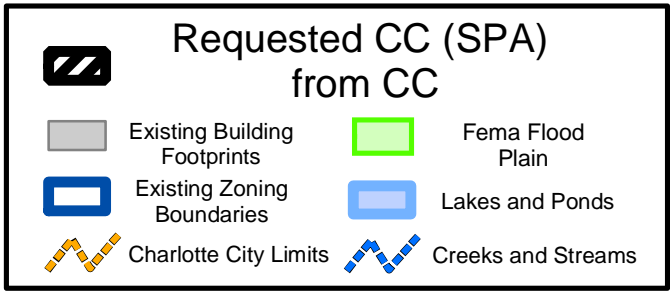 Requested CC (SPA)
from CC
Existing Building
Footprints
Fema Flood
Plain
Existing Zoning
Boundaries
Lakes and Ponds
Charlotte City Limits
Creeks and Streams